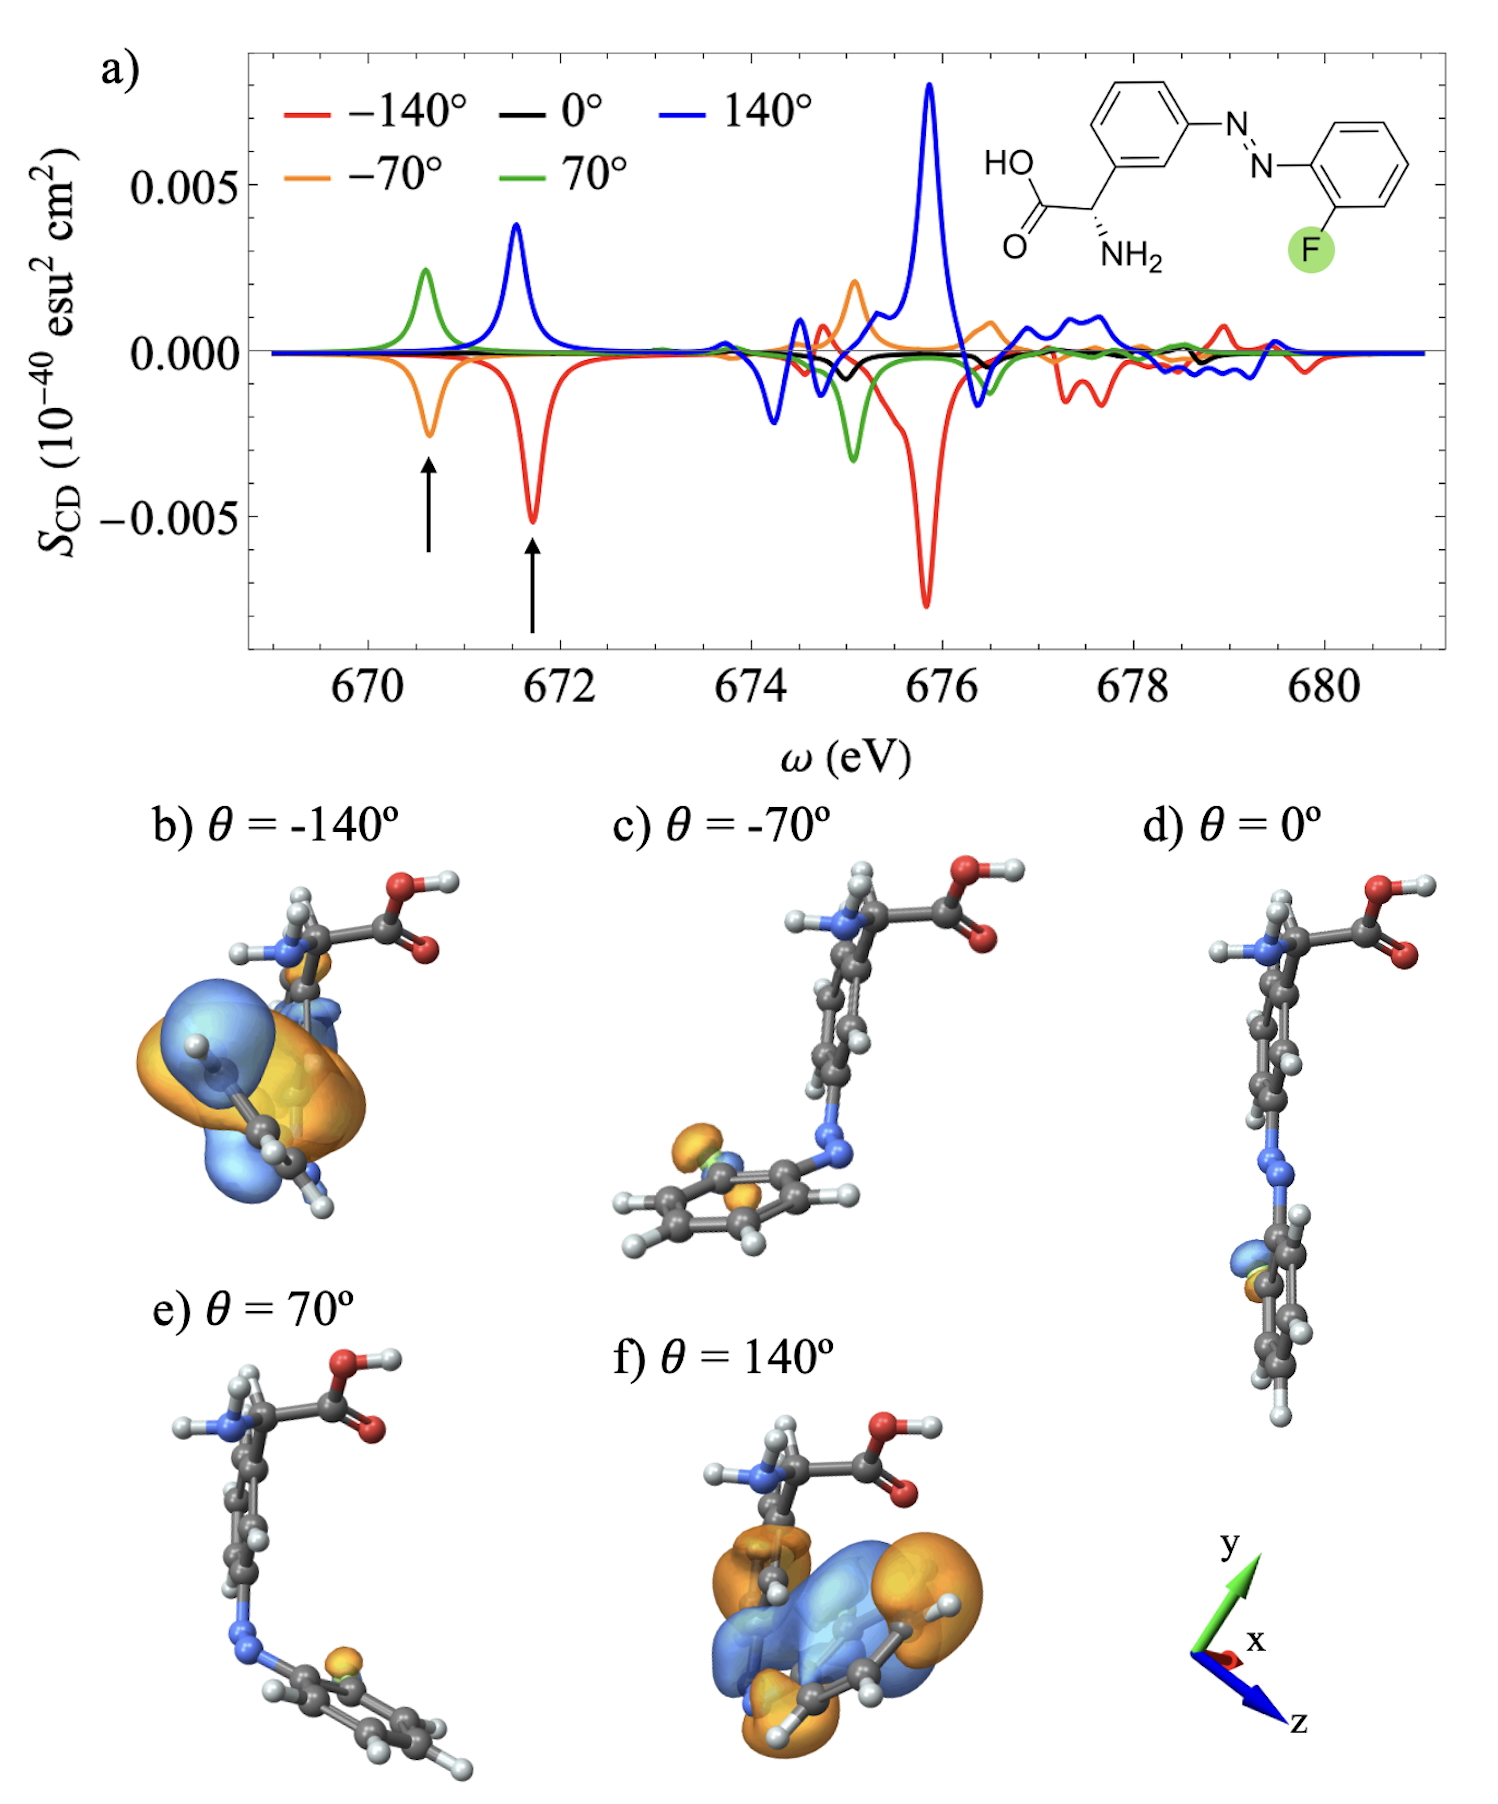 a)
−140° 0° 140°
−70° 70°
HO
O
NH₂
N
N
F
0.005
0.000
−0.005
S_CD (10⁻⁴⁰ esu² cm²)
670 672 674 676 678 680
ω (eV)
b) θ = -140º
c) θ = -70º
d) θ = 0º
e) θ = 70º
f) θ = 140º
y
x
z